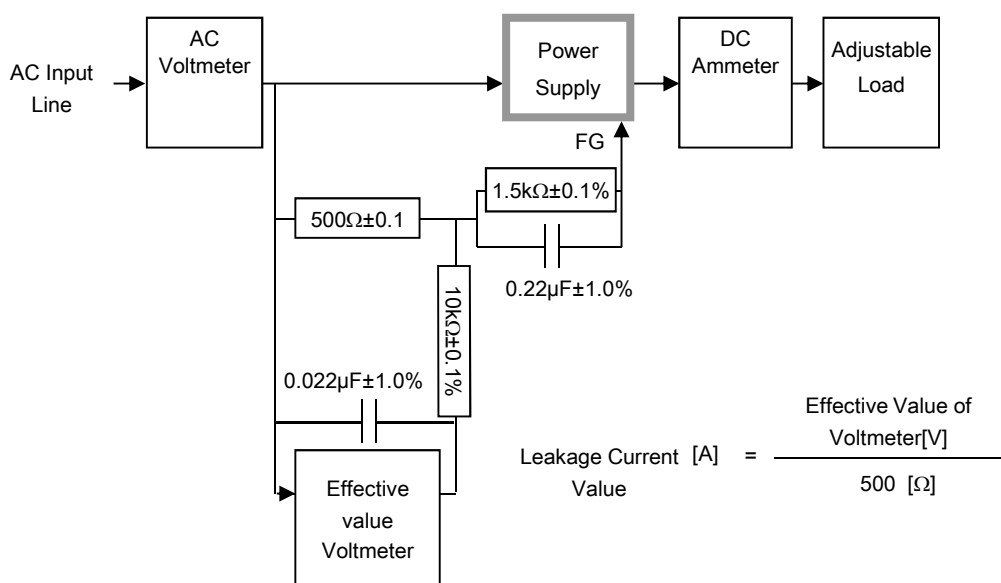 AC Input
Line
AC
Voltmeter
Power
Supply
DC
Ammeter
Adjustable
Load
FG
1.5kΩ±0.1%
500Ω±0.1
0.22µF±1.0%
10kΩ±0.1%
0.022µF±1.0%
Effective
value
Voltmeter
Leakage Current [A] =
Value
Effective Value of
Voltmeter[V]
500 [Ω]